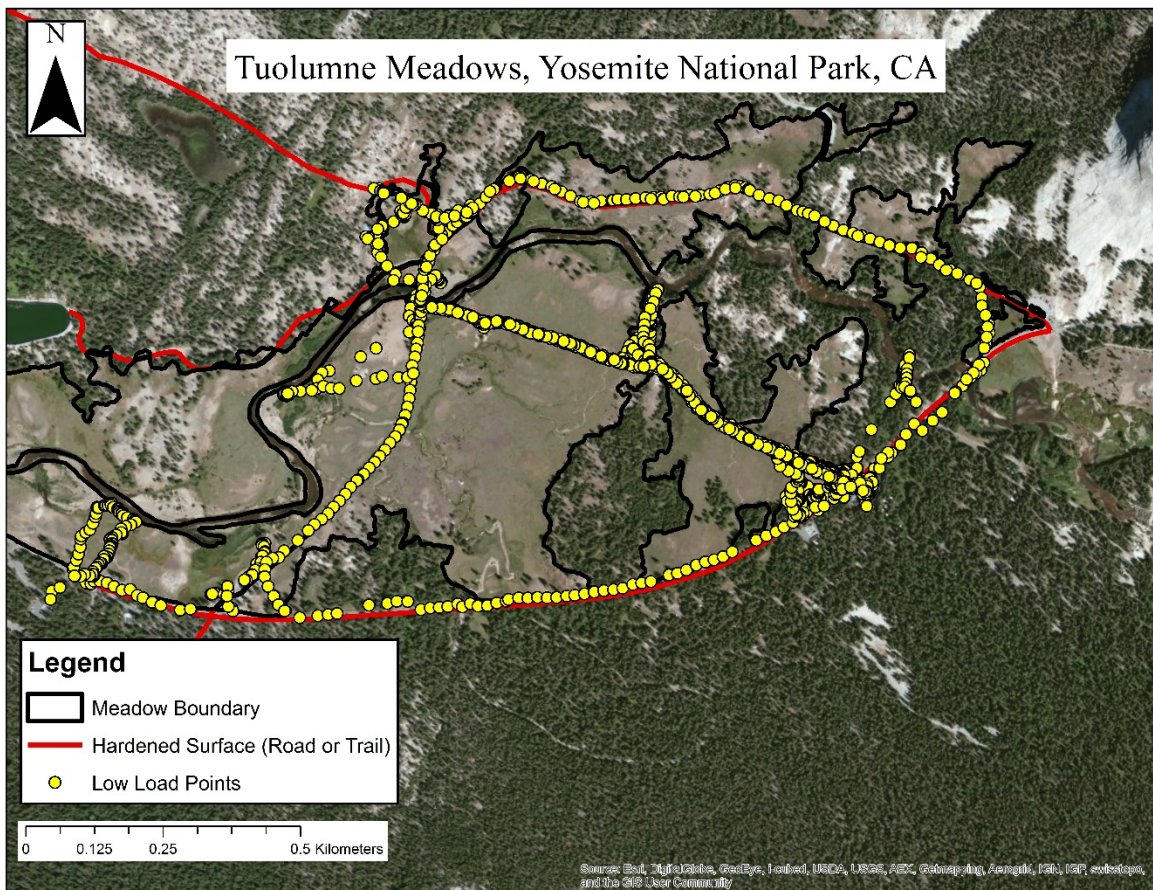 N
Tuolumne Meadows, Yosemite National Park, CA
Legend
Meadow Boundary
Hardened Surface (Road or Trail)
Low Load Points
0 0.125 0.25 0.5 Kilometers
Source: Esri, DigitalGlobe, GeoEye, i-cubed, USDA, USGS, AEX, Getmapping, Aerogrid, IGN, IGP, swisstopo,
and the GIS User Community